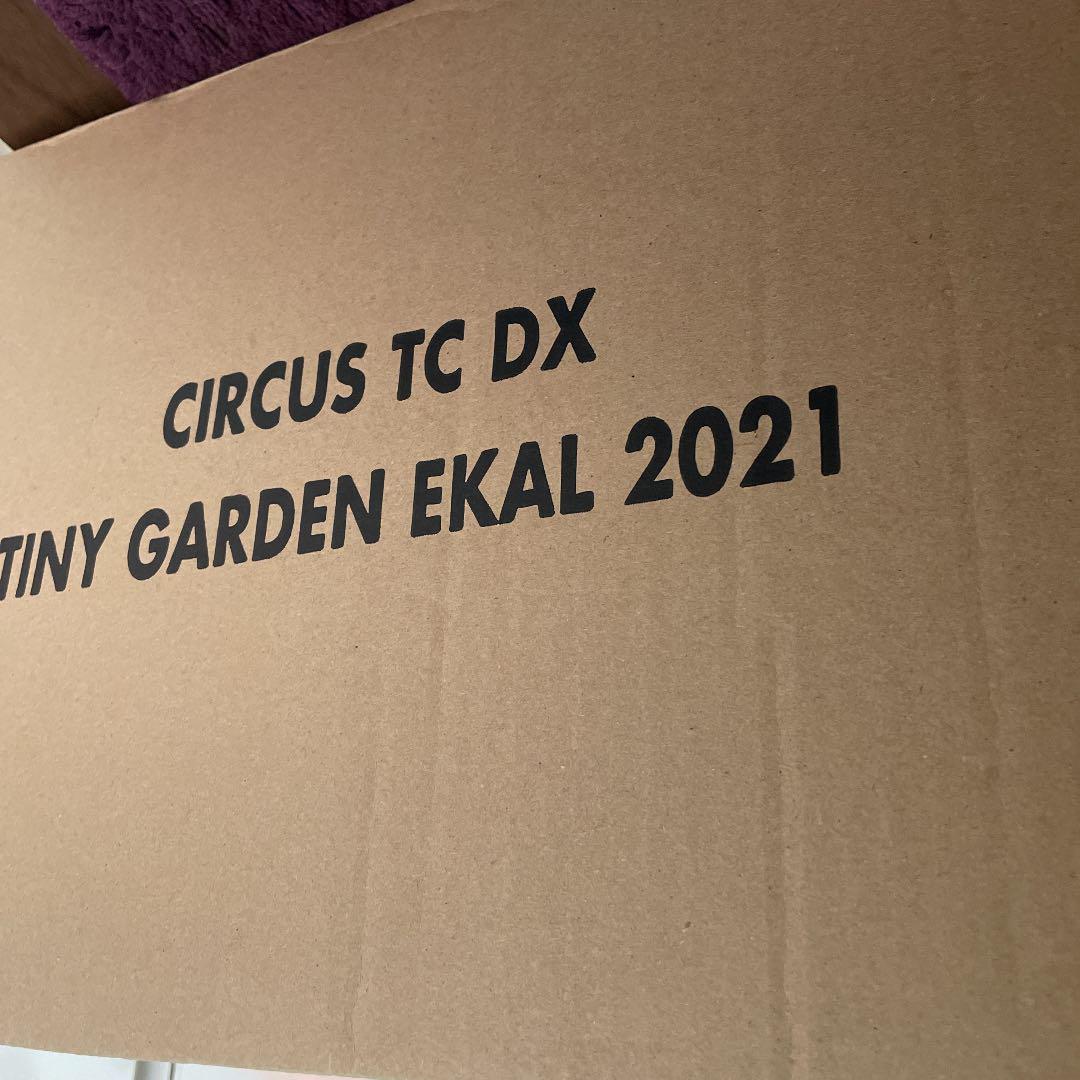 CIRCUS TC DX
TINY GARDEN EKAL 2021